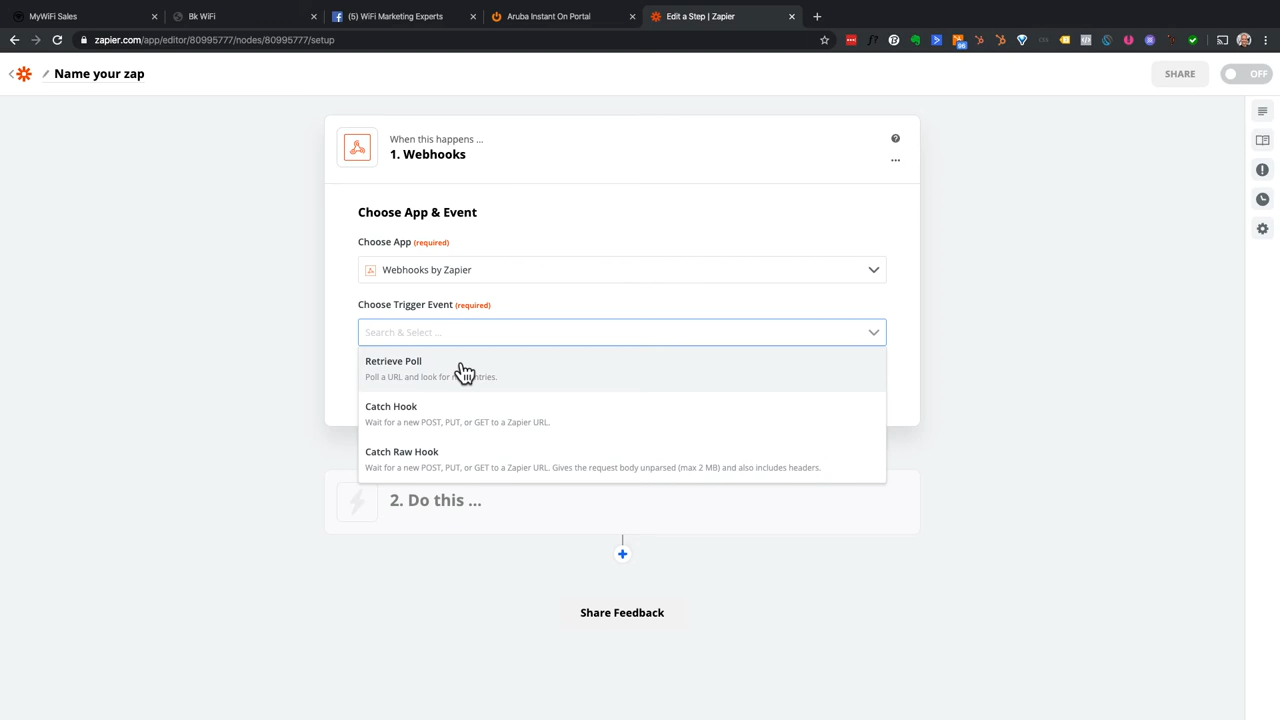 MyWiFi Sales
Bk WiFi
(5) WiFi Marketing Experts
Aruba Instant On Portal
Edit a Step | Zapier
zapier.com/app/editor/80995777/nodes/80995777/setup
96
CSS
Name your zap
SHARE
OFF
When this happens ...
1. Webhooks
Choose App & Event
Choose App (required)
Webhooks by Zapier
Choose Trigger Event (required)
Search & Select ...
Retrieve Poll
Poll a URL and look for entries.
Catch Hook
Wait for a new POST, PUT, or GET to a Zapier URL.
Catch Raw Hook
Wait for a new POST, PUT, or GET to a Zapier URL. Gives the request body unparsed (max 2 MB) and also includes headers.
2. Do this ...
Share Feedback